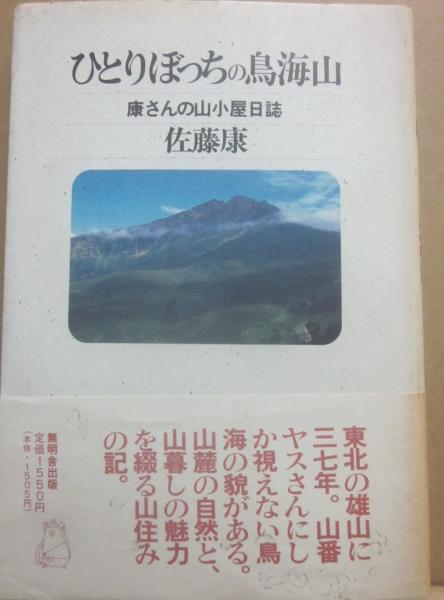 ひとりぼっちの鳥海山
康さんの山小屋日誌
佐藤康
東北の雄山に
三七年。山番
ヤスさんにし
か視えない鳥
海の貌がある。
山麓の自然と、
山暮しの魅力
を綴る山住み
の記。
無明舎出版
定価1550円
(本体・1505円)